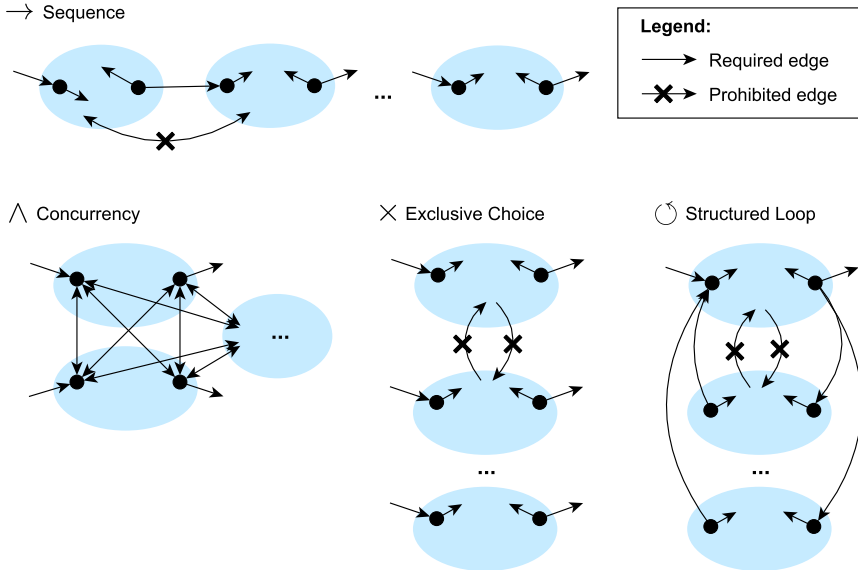 → Sequence
Legend:
Required edge
Prohibited edge
...
∧ Concurrency
...
× Exclusive Choice
...
↺ Structured Loop
...